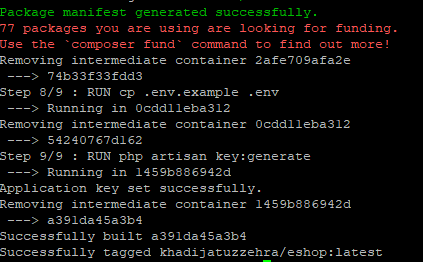 Package manifest generated successfully.
77 packages you are using are looking for funding.
Use the `composer fund` command to find out more!
Removing intermediate container 2afe709afa2e
 ---> 74b33f33fdd3
Step 8/9 : RUN cp .env.example .env
 ---> Running in 0cdd11eba312
Removing intermediate container 0cdd11eba312
 ---> 54240767d162
Step 9/9 : RUN php artisan key:generate
 ---> Running in 1459b886942d
Application key set successfully.
Removing intermediate container 1459b886942d
 ---> a391da45a3b4
Successfully built a391da45a3b4
Successfully tagged khadijatuzzehra/eshop:latest